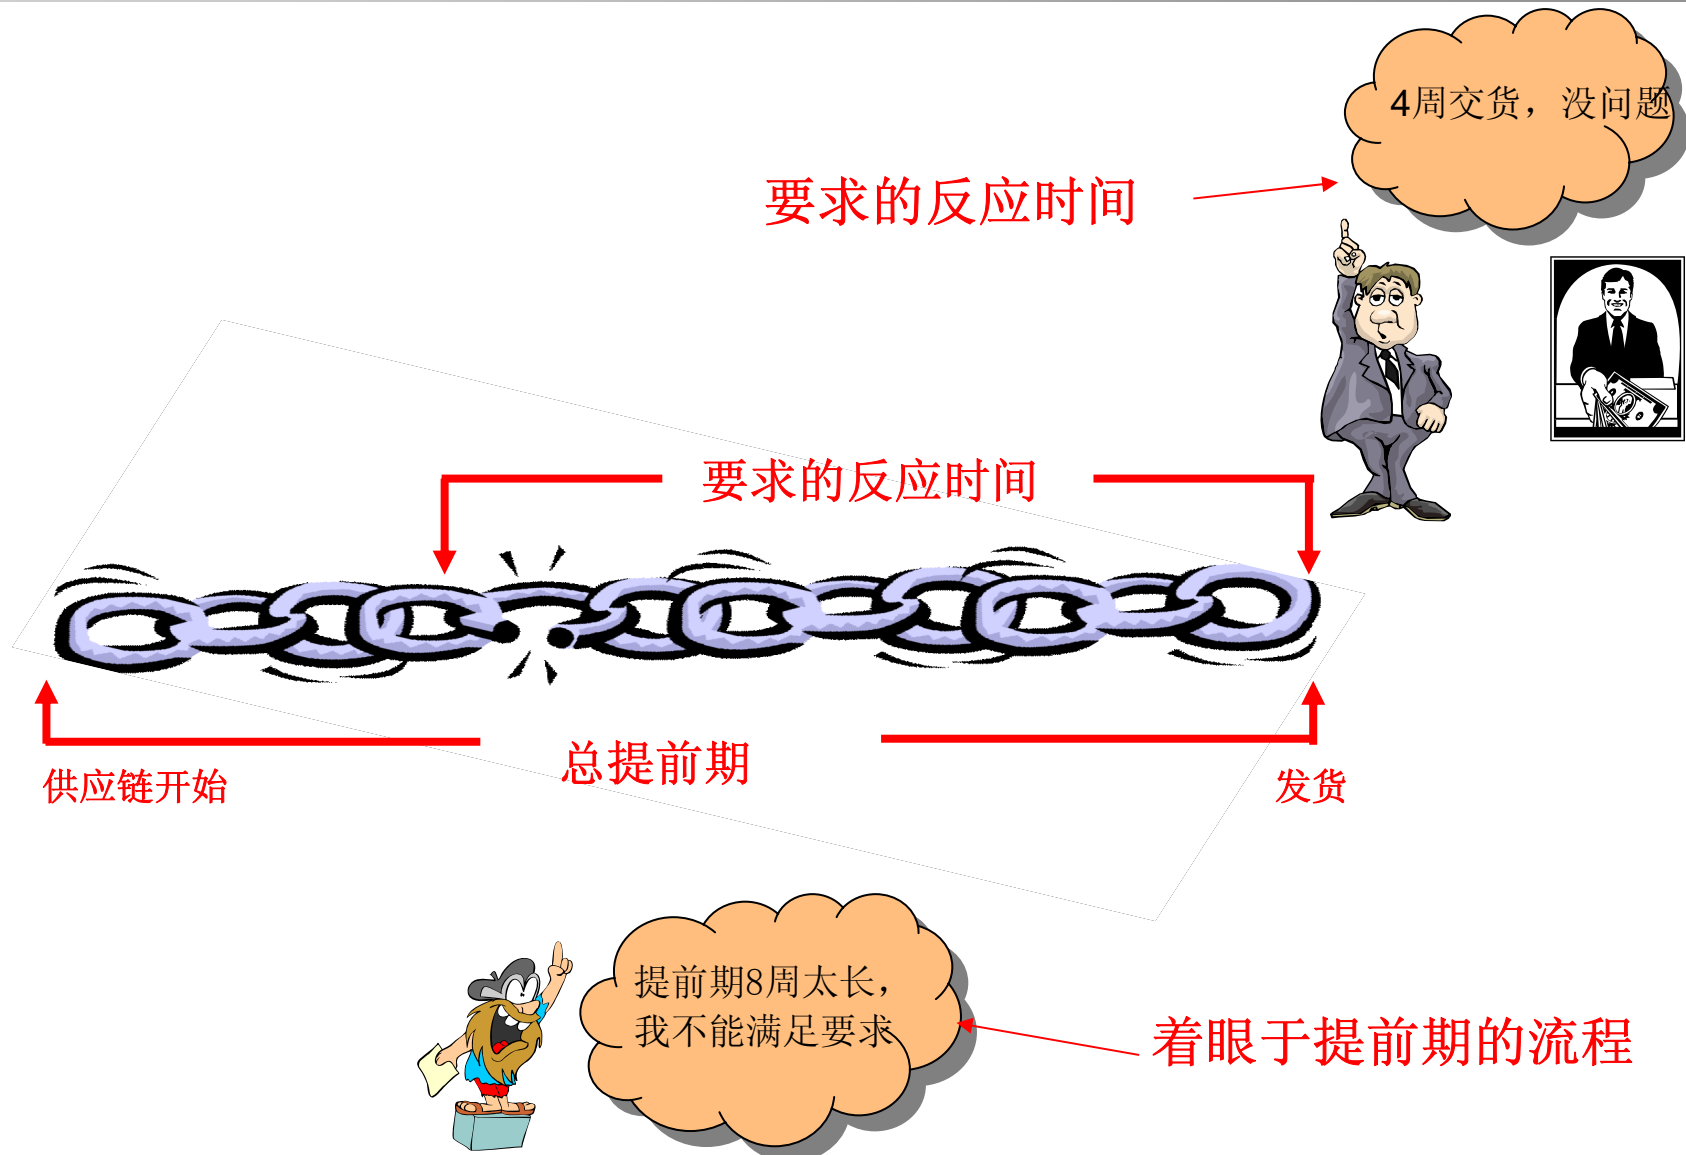 4周交货，没问题
要求的反应时间
要求的反应时间
总提前期
供应链开始
发货
提前期8周太长，
我不能满足要求
着眼于提前期的流程